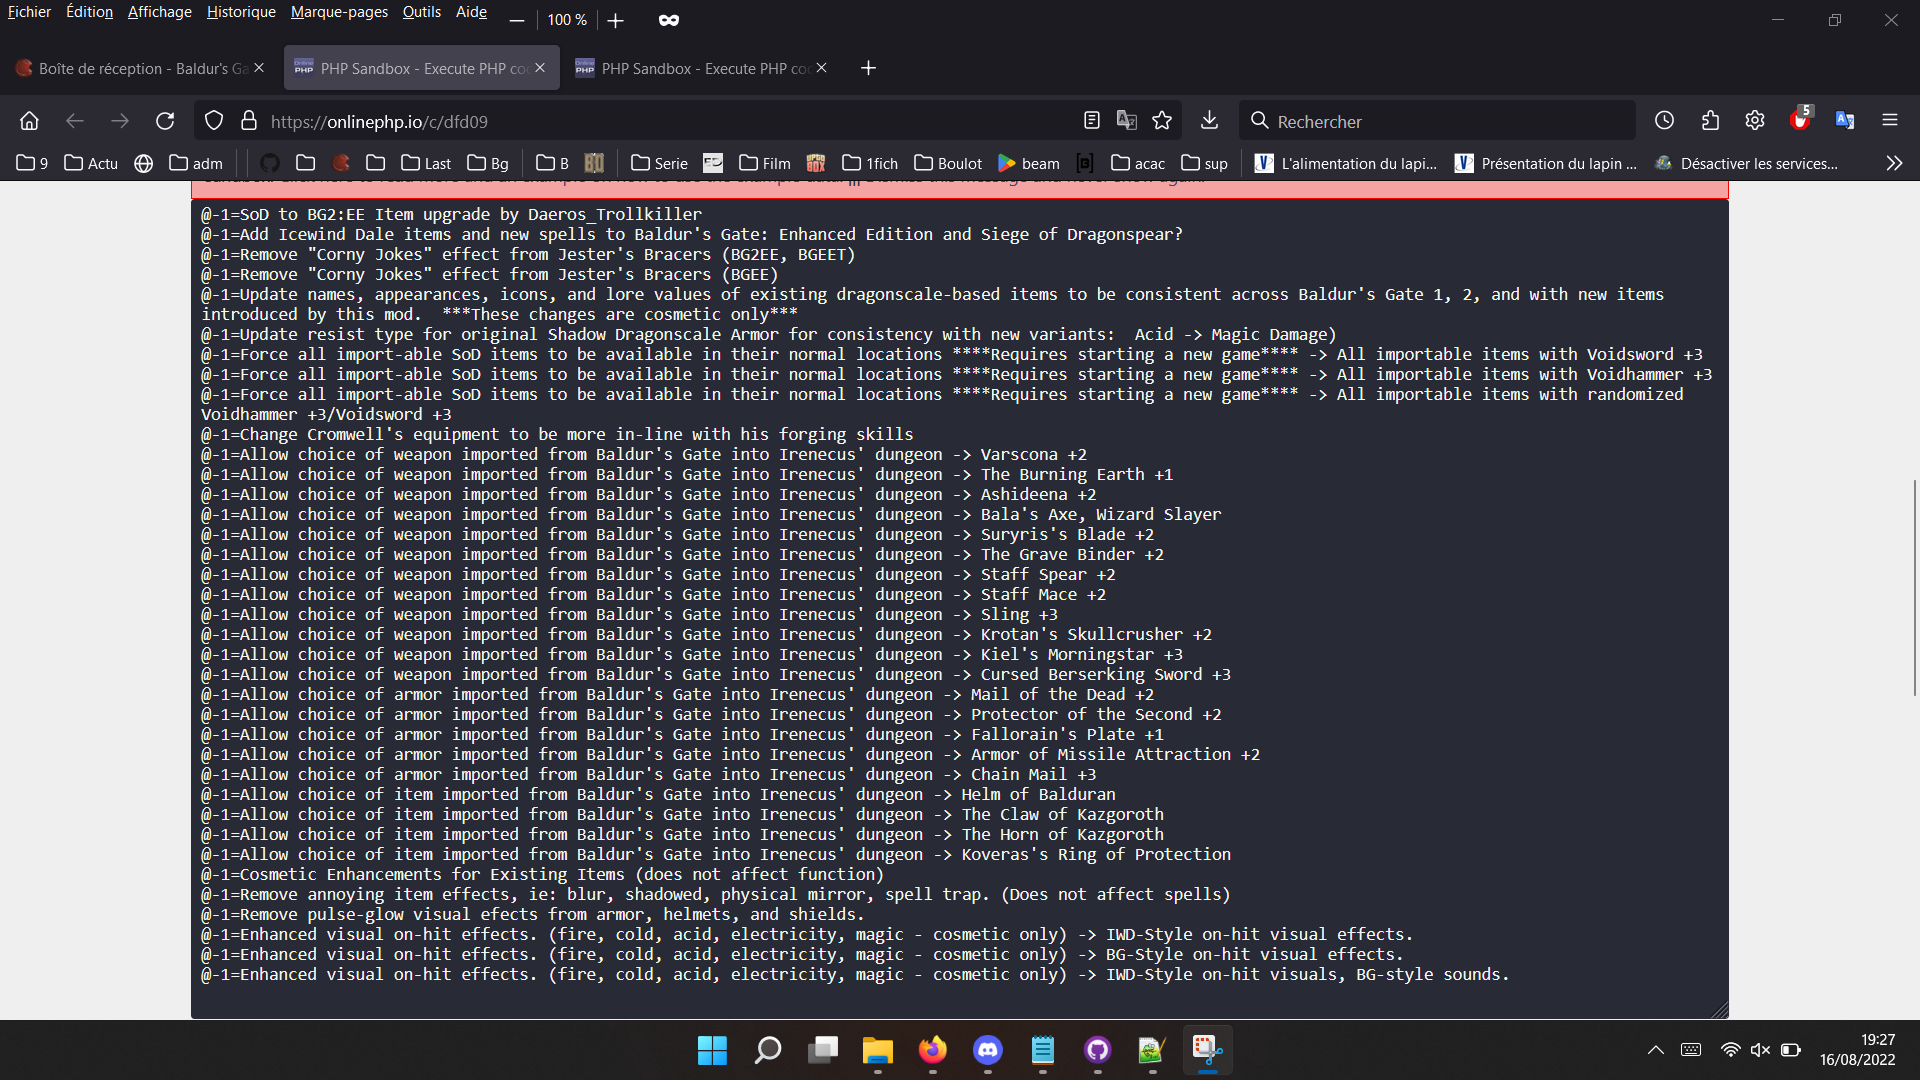 Fichier Édition Affichage Historique Marque-pages Outils Aide 100 %
Boîte de réception - Baldur's Ga PHP Sandbox - Execute PHP coc PHP Sandbox - Execute PHP coc
https://onlinephp.io/c/dfd09 Rechercher 5
9 Actu adm Last Bg B Serie Film 1fich Boulot beam acac sup L'alimentation du lapi... Présentation du lapin ... Désactiver les services...
@-1=SoD to BG2:EE Item upgrade by Daeros_Trollkiller
@-1=Add Icewind Dale items and new spells to Baldur's Gate: Enhanced Edition and Siege of Dragonspear?
@-1=Remove "Corny Jokes" effect from Jester's Bracers (BG2EE, BGEET)
@-1=Remove "Corny Jokes" effect from Jester's Bracers (BGEE)
@-1=Update names, appearances, icons, and lore values of existing dragonscale-based items to be consistent across Baldur's Gate 1, 2, and with new items
introduced by this mod.  ***These changes are cosmetic only***
@-1=Update resist type for original Shadow Dragonscale Armor for consistency with new variants:  Acid -> Magic Damage)
@-1=Force all import-able SoD items to be available in their normal locations ****Requires starting a new game**** -> All importable items with Voidsword +3
@-1=Force all import-able SoD items to be available in their normal locations ****Requires starting a new game**** -> All importable items with Voidhammer +3
@-1=Force all import-able SoD items to be available in their normal locations ****Requires starting a new game**** -> All importable items with randomized
Voidhammer +3/Voidsword +3
@-1=Change Cromwell's equipment to be more in-line with his forging skills
@-1=Allow choice of weapon imported from Baldur's Gate into Irenecus' dungeon -> Varscona +2
@-1=Allow choice of weapon imported from Baldur's Gate into Irenecus' dungeon -> The Burning Earth +1
@-1=Allow choice of weapon imported from Baldur's Gate into Irenecus' dungeon -> Ashideena +2
@-1=Allow choice of weapon imported from Baldur's Gate into Irenecus' dungeon -> Bala's Axe, Wizard Slayer
@-1=Allow choice of weapon imported from Baldur's Gate into Irenecus' dungeon -> Suryris's Blade +2
@-1=Allow choice of weapon imported from Baldur's Gate into Irenecus' dungeon -> The Grave Binder +2
@-1=Allow choice of weapon imported from Baldur's Gate into Irenecus' dungeon -> Staff Spear +2
@-1=Allow choice of weapon imported from Baldur's Gate into Irenecus' dungeon -> Staff Mace +2
@-1=Allow choice of weapon imported from Baldur's Gate into Irenecus' dungeon -> Sling +3
@-1=Allow choice of weapon imported from Baldur's Gate into Irenecus' dungeon -> Krotan's Skullcrusher +2
@-1=Allow choice of weapon imported from Baldur's Gate into Irenecus' dungeon -> Kiel's Morningstar +3
@-1=Allow choice of weapon imported from Baldur's Gate into Irenecus' dungeon -> Cursed Berserking Sword +3
@-1=Allow choice of armor imported from Baldur's Gate into Irenecus' dungeon -> Mail of the Dead +2
@-1=Allow choice of armor imported from Baldur's Gate into Irenecus' dungeon -> Protector of the Second +2
@-1=Allow choice of armor imported from Baldur's Gate into Irenecus' dungeon -> Fallorain's Plate +1
@-1=Allow choice of armor imported from Baldur's Gate into Irenecus' dungeon -> Armor of Missile Attraction +2
@-1=Allow choice of armor imported from Baldur's Gate into Irenecus' dungeon -> Chain Mail +3
@-1=Allow choice of item imported from Baldur's Gate into Irenecus' dungeon -> Helm of Balduran
@-1=Allow choice of item imported from Baldur's Gate into Irenecus' dungeon -> The Claw of Kazgoroth
@-1=Allow choice of item imported from Baldur's Gate into Irenecus' dungeon -> The Horn of Kazgoroth
@-1=Allow choice of item imported from Baldur's Gate into Irenecus' dungeon -> Koveras's Ring of Protection
@-1=Cosmetic Enhancements for Existing Items (does not affect function)
@-1=Remove annoying item effects, ie: blur, shadowed, physical mirror, spell trap. (Does not affect spells)
@-1=Remove pulse-glow visual efects from armor, helmets, and shields.
@-1=Enhanced visual on-hit effects. (fire, cold, acid, electricity, magic - cosmetic only) -> IWD-Style on-hit visual effects.
@-1=Enhanced visual on-hit effects. (fire, cold, acid, electricity, magic - cosmetic only) -> BG-Style on-hit visual effects.
@-1=Enhanced visual on-hit effects. (fire, cold, acid, electricity, magic - cosmetic only) -> IWD-Style on-hit visuals, BG-style sounds.
19:27
16/08/2022